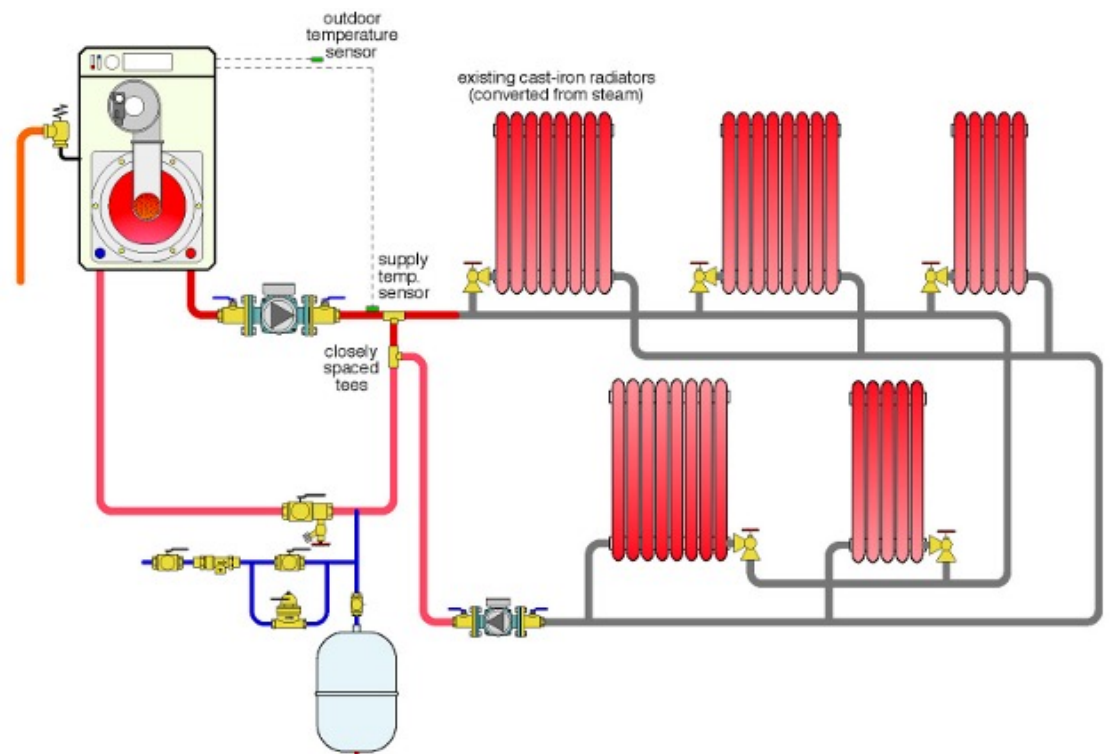 outdoor
temperature
sensor
existing cast-iron radiators
(converted from steam)
supply
temp.
sensor
closely
spaced
tees